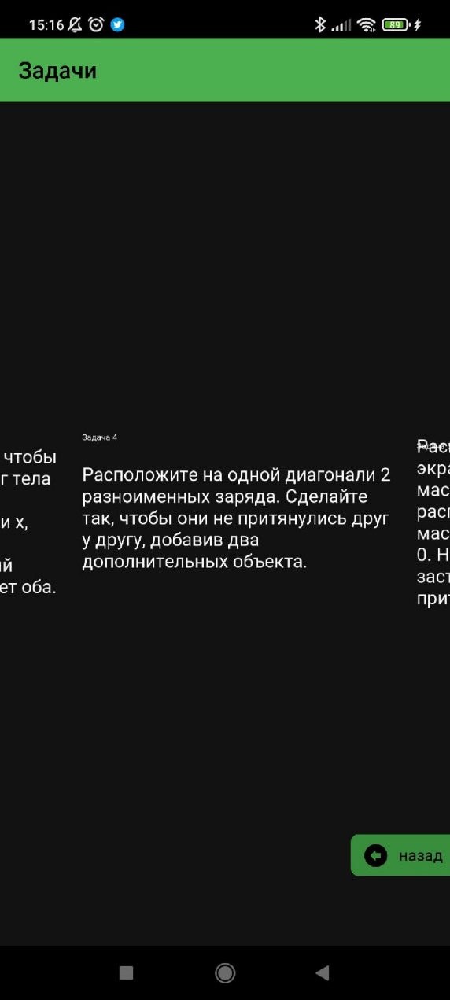 15:16
89
Задачи
чтобы
г тела
и х,
ий
ет оба.
Задача 4
Расположите на одной диагонали 2
разноименных заряда. Сделайте
так, чтобы они не притянулись друг
у другу, добавив два
дополнительных объекта.
Расп
экра
мас
расп
мас
0. Н
заст
прит
назад